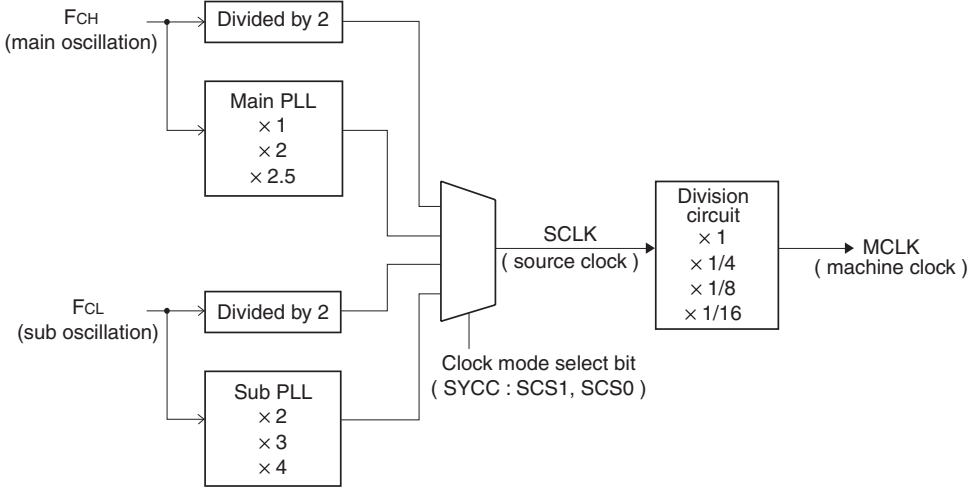 FCH
(main oscillation)
Divided by 2
Main PLL
× 1
× 2
× 2.5
FCL
(sub oscillation)
Divided by 2
Sub PLL
× 2
× 3
× 4
Clock mode select bit
( SYCC : SCS1, SCS0 )
SCLK
( source clock )
Division
circuit
× 1
× 1/4
× 1/8
× 1/16
MCLK
( machine clock )